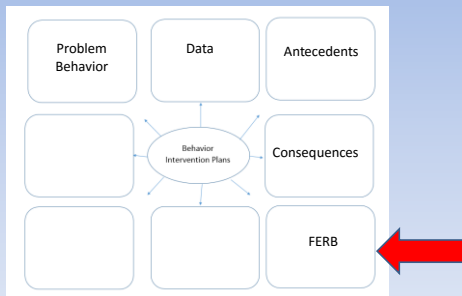 Problem
Behavior
Data
Antecedents
Behavior
Intervention Plans
Consequences
FERB